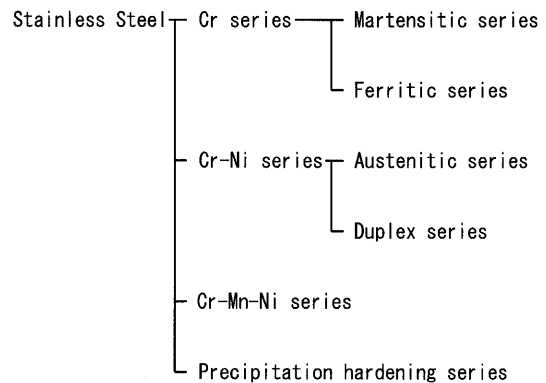 Stainless Steel Cr series Martensitic series
Ferritic series
Cr-Ni series Austenitic series
Duplex series
Cr-Mn-Ni series
Precipitation hardening series